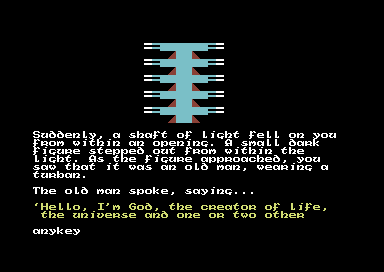 Suddenly, a shaft of light fell on you
from within an opening. A small dark
figure stepped out from within the
light. As the figure approached, you
saw that it was an old man, wearing a
turban.
The old man spoke, saying...
'Hello, I'm God, the creator of life,
the universe and one or two other
anykey